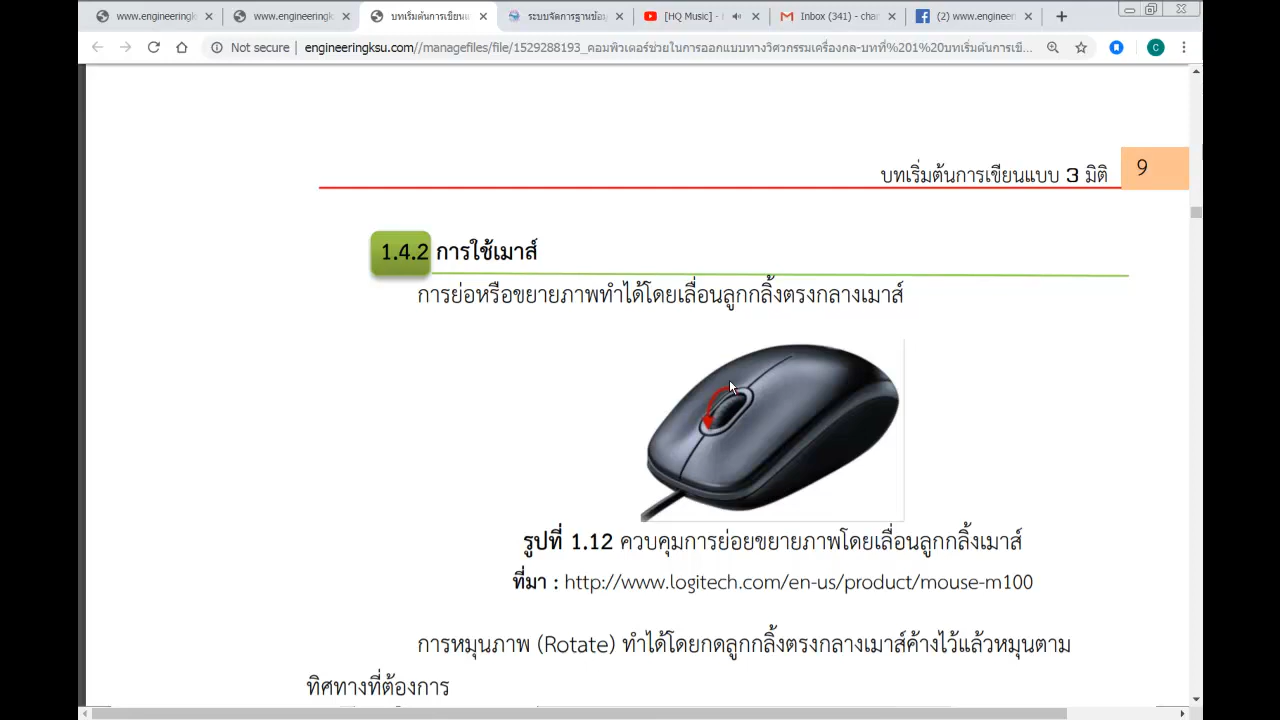 www.engineeringk
www.engineeringk
บทเริ่มต้นการเขียนแ
ระบบจัดการฐานข้อมู
[HQ Music] -
Inbox (341) - cha
(2) www.engineer
Not secure
engineeringksu.com//managefiles/file/1529288193_คอมพิวเตอร์ช่วยในการออกแบบทางวิศวกรรมเครื่องกล-บทที่%201%20บทเริ่มต้นการเขี...
C
บทเริ่มต้นการเขียนแบบ 3 มิติ
9
1.4.2 การใช้เมาส์
การย่อหรือขยายภาพทำได้โดยเลื่อนลูกกลิ้งตรงกลางเมาส์
รูปที่ 1.12 ควบคุมการย่อยขยายภาพโดยเลื่อนลูกกลิ้งเมาส์
ที่มา : http://www.logitech.com/en-us/product/mouse-m100
การหมุนภาพ (Rotate) ทำได้โดยกดลูกกลิ้งตรงกลางเมาส์ค้างไว้แล้วหมุนตาม
ทิศทางที่ต้องการ